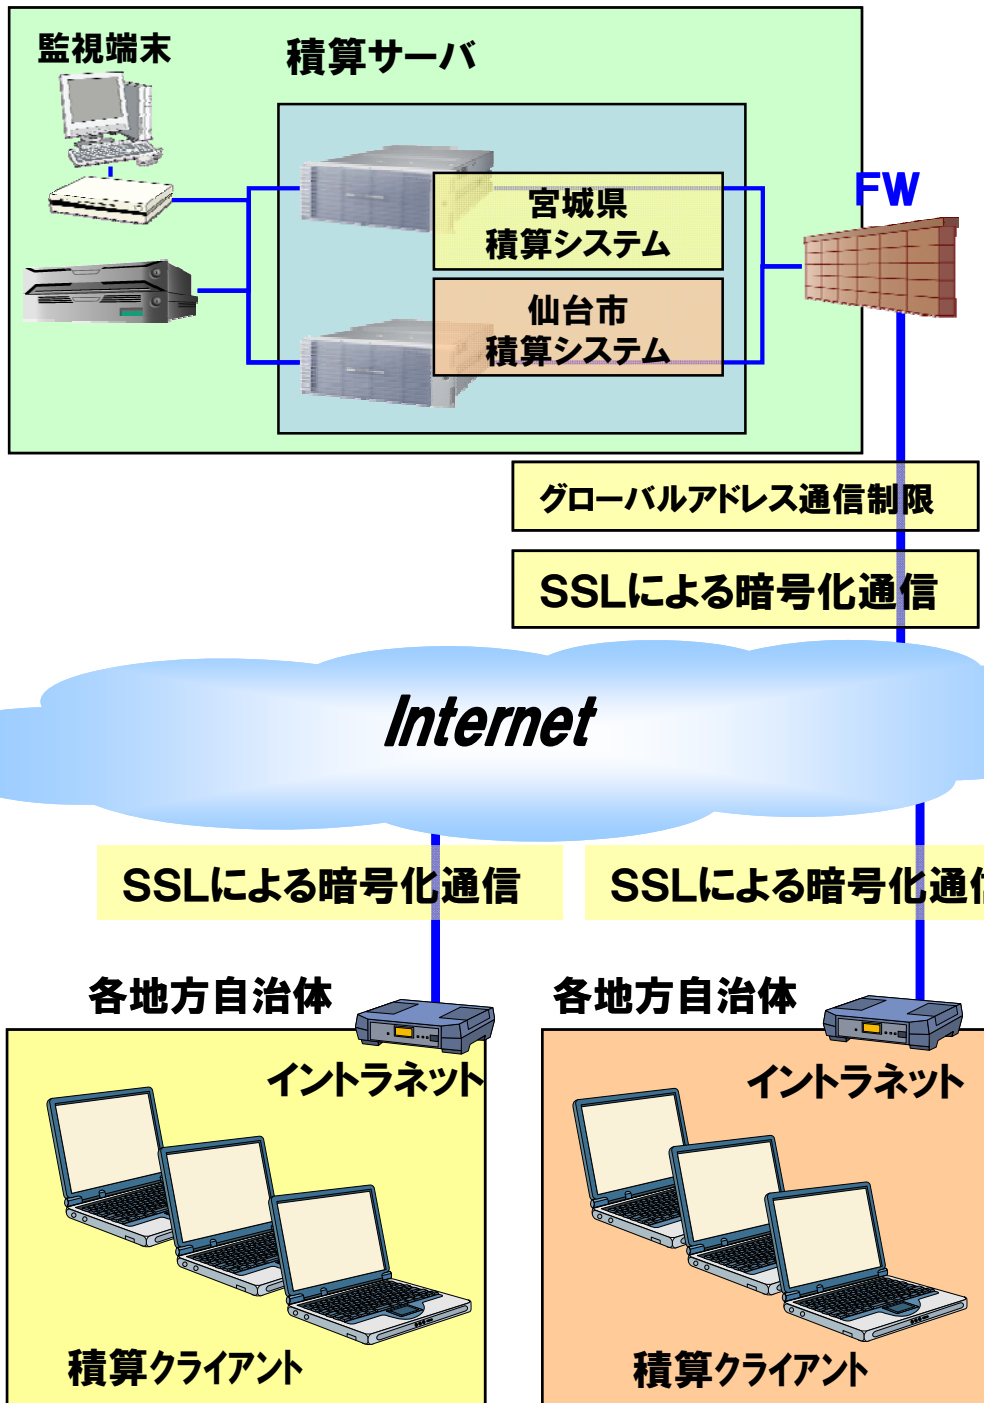 監視端末
積算サーバ
宮城県
積算システム
FW
仙台市
積算システム
グローバルアドレス通信制限
SSLによる暗号化通信
Internet
SSLによる暗号化通信
SSLによる暗号化通信
各地方自治体
各地方自治体
イントラネット
イントラネット
積算クライアント
積算クライアント